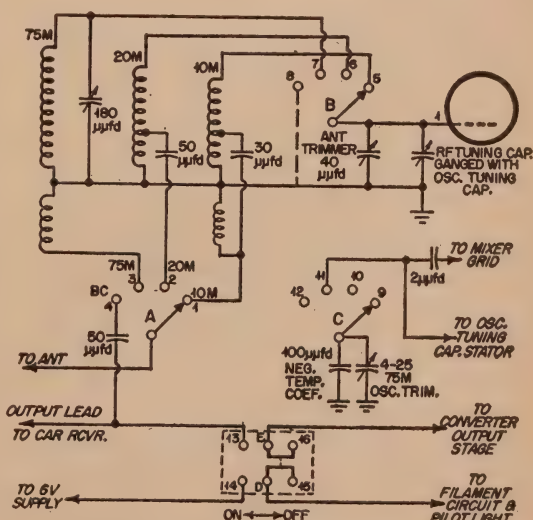 75M
180
μμfd
20M
50
μμfd
10M
30
μμfd
8
7
6
5
B
ANT
TRIMMER
40
μμfd
1
RF TUNING CAP.
GANGED WITH
OSC. TUNING
CAP.
75M
3
20M
2
10M
1
BC
4
A
50
μμfd
TO ANT
12
11
10
9
C
2μμfd
TO MIXER
GRID
TO OSC.
TUNING
CAP. STATOR
100μμfd
NEG.
TEMP.
COEF.
4-25
75M
OSC. TRIM.
OUTPUT LEAD
TO CAR RCVR.
13
E
16
14
D
15
TO
CONVERTER
OUTPUT
STAGE
TO 6V
SUPPLY
ON
OFF
TO
FILAMENT
CIRCUIT &
PILOT LIGHT